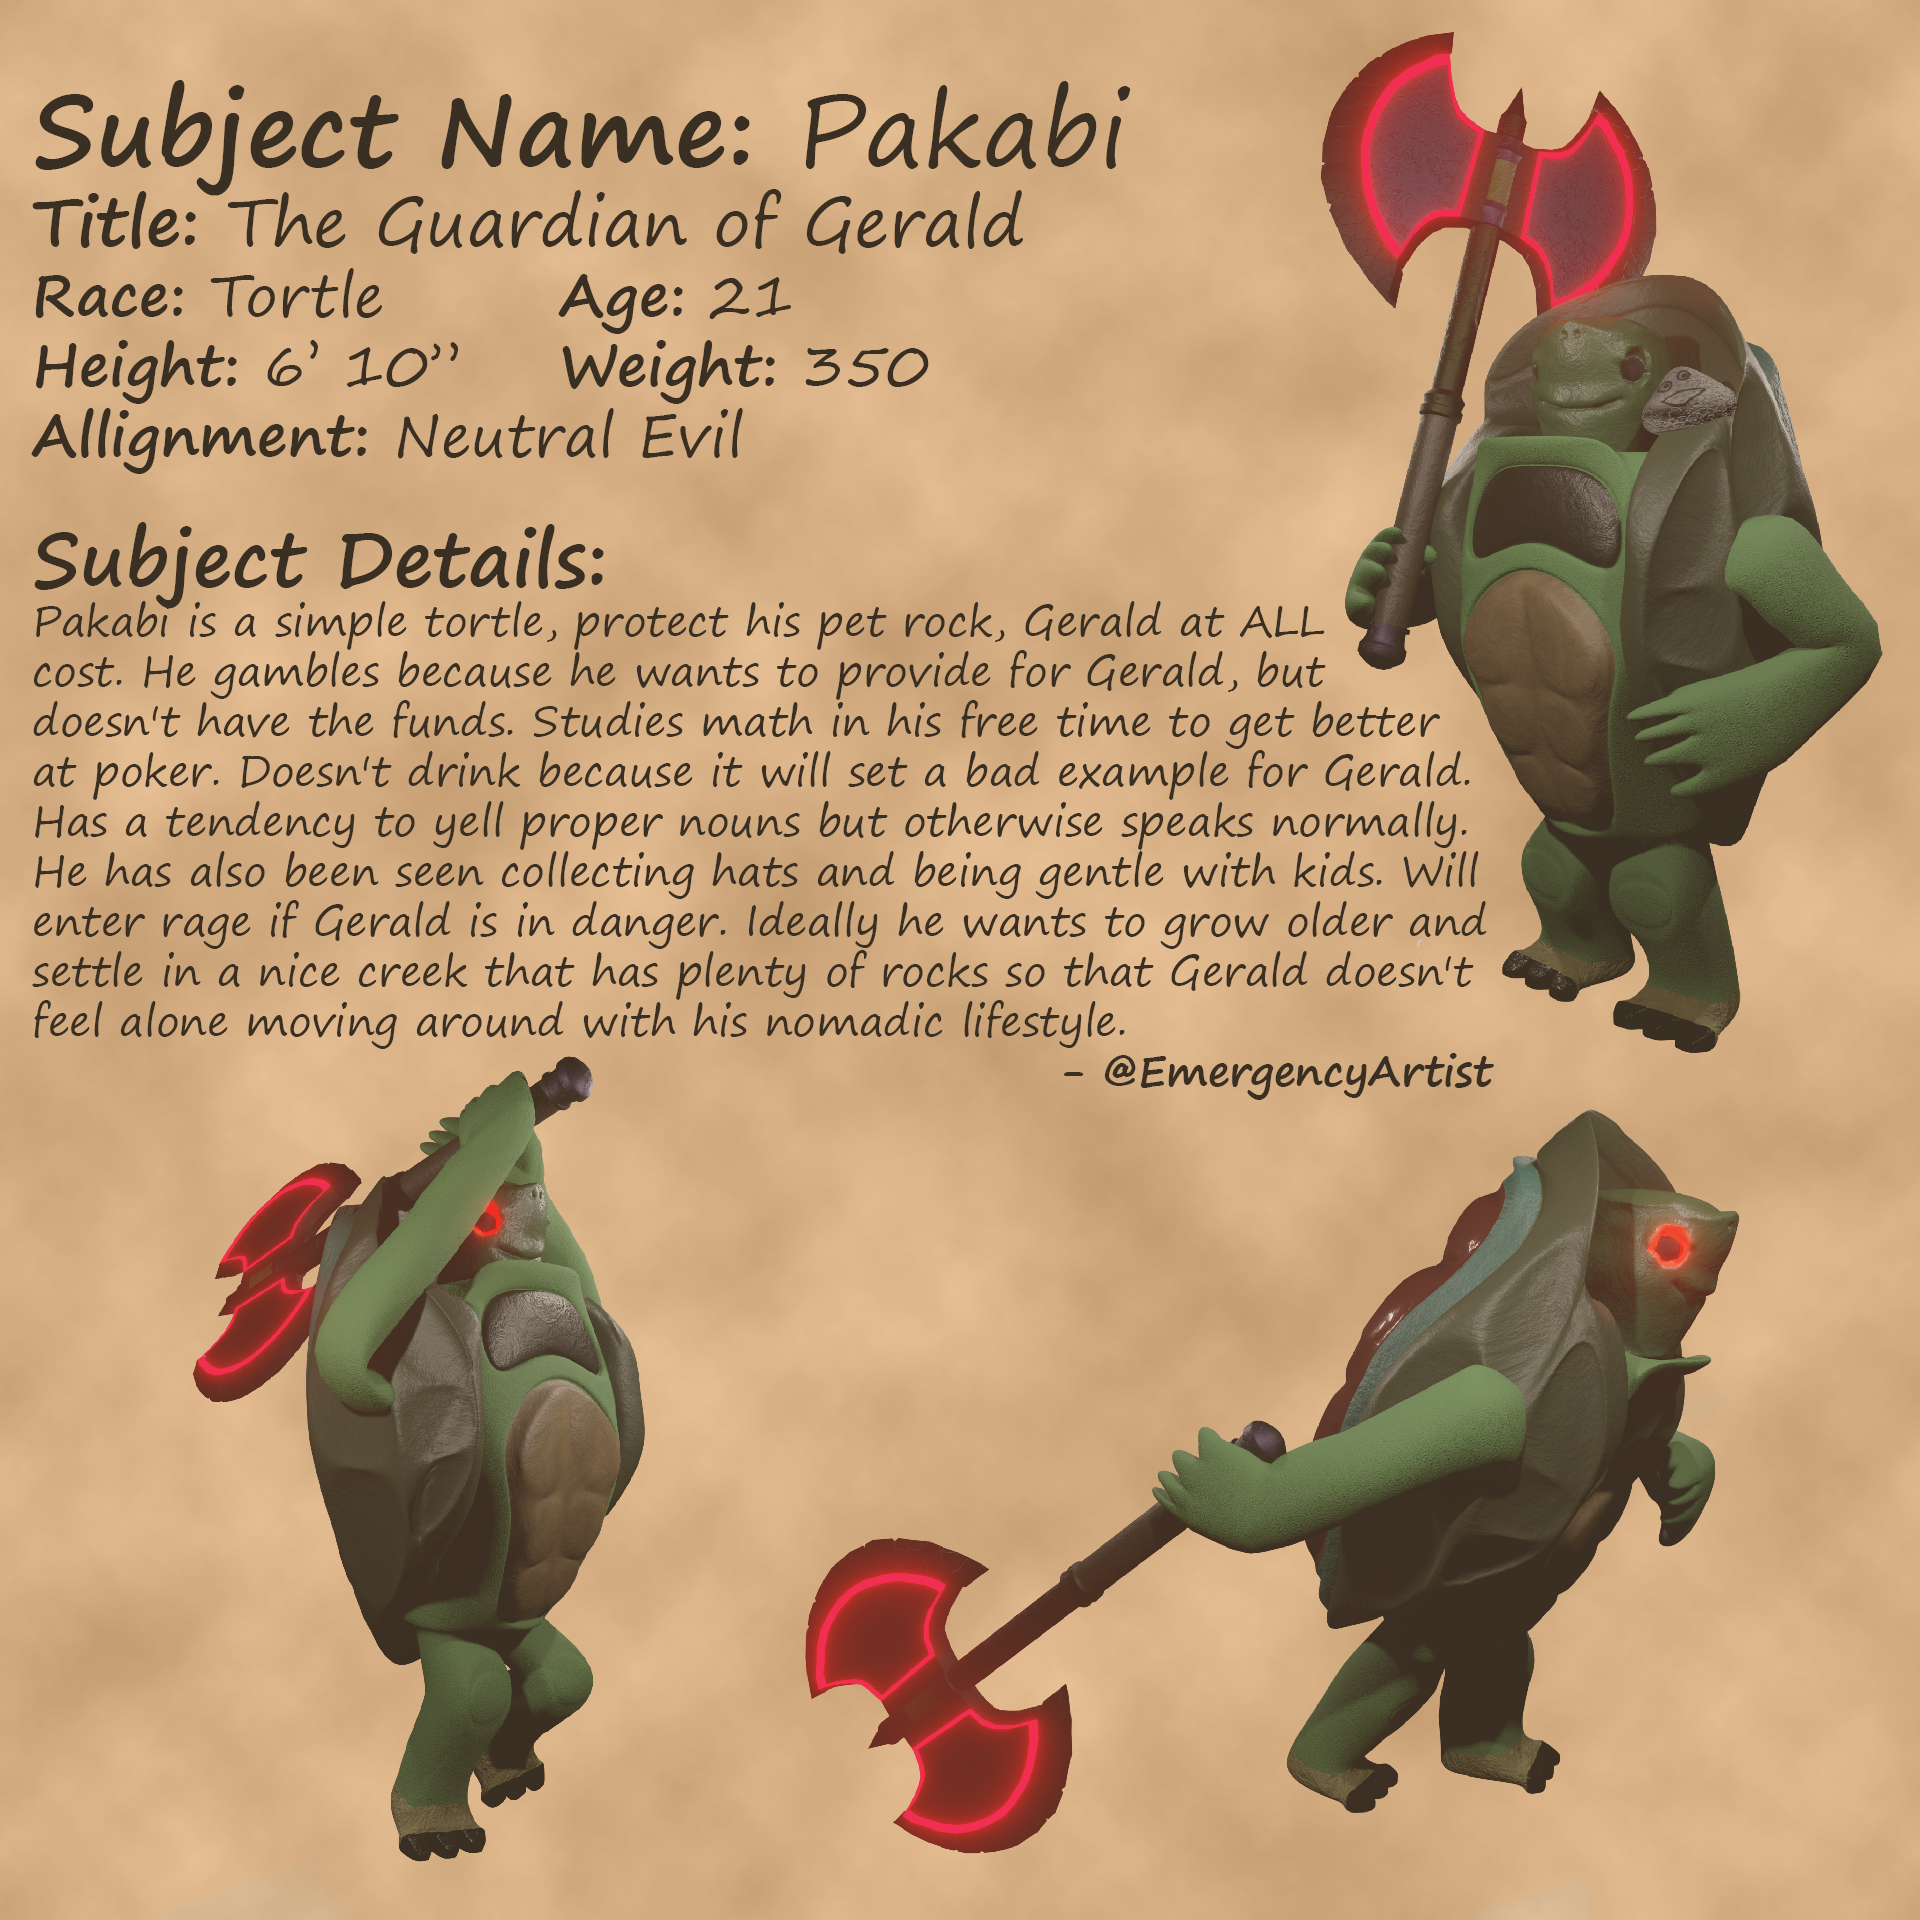 Subject Name: Pakabi
Title: The Guardian of Gerald
Race: Tortle Age: 21
Height: 6’ 10’’ Weight: 350
Allignment: Neutral Evil
Subject Details:
Pakabi is a simple tortle, protect his pet rock, Gerald at ALL
cost. He gambles because he wants to provide for Gerald, but
doesn't have the funds. Studies math in his free time to get better
at poker. Doesn't drink because it will set a bad example for Gerald.
Has a tendency to yell proper nouns but otherwise speaks normally.
He has also been seen collecting hats and being gentle with kids. Will
enter rage if Gerald is in danger. Ideally he wants to grow older and
settle in a nice creek that has plenty of rocks so that Gerald doesn't
feel alone moving around with his nomadic lifestyle.
- @EmergencyArtist